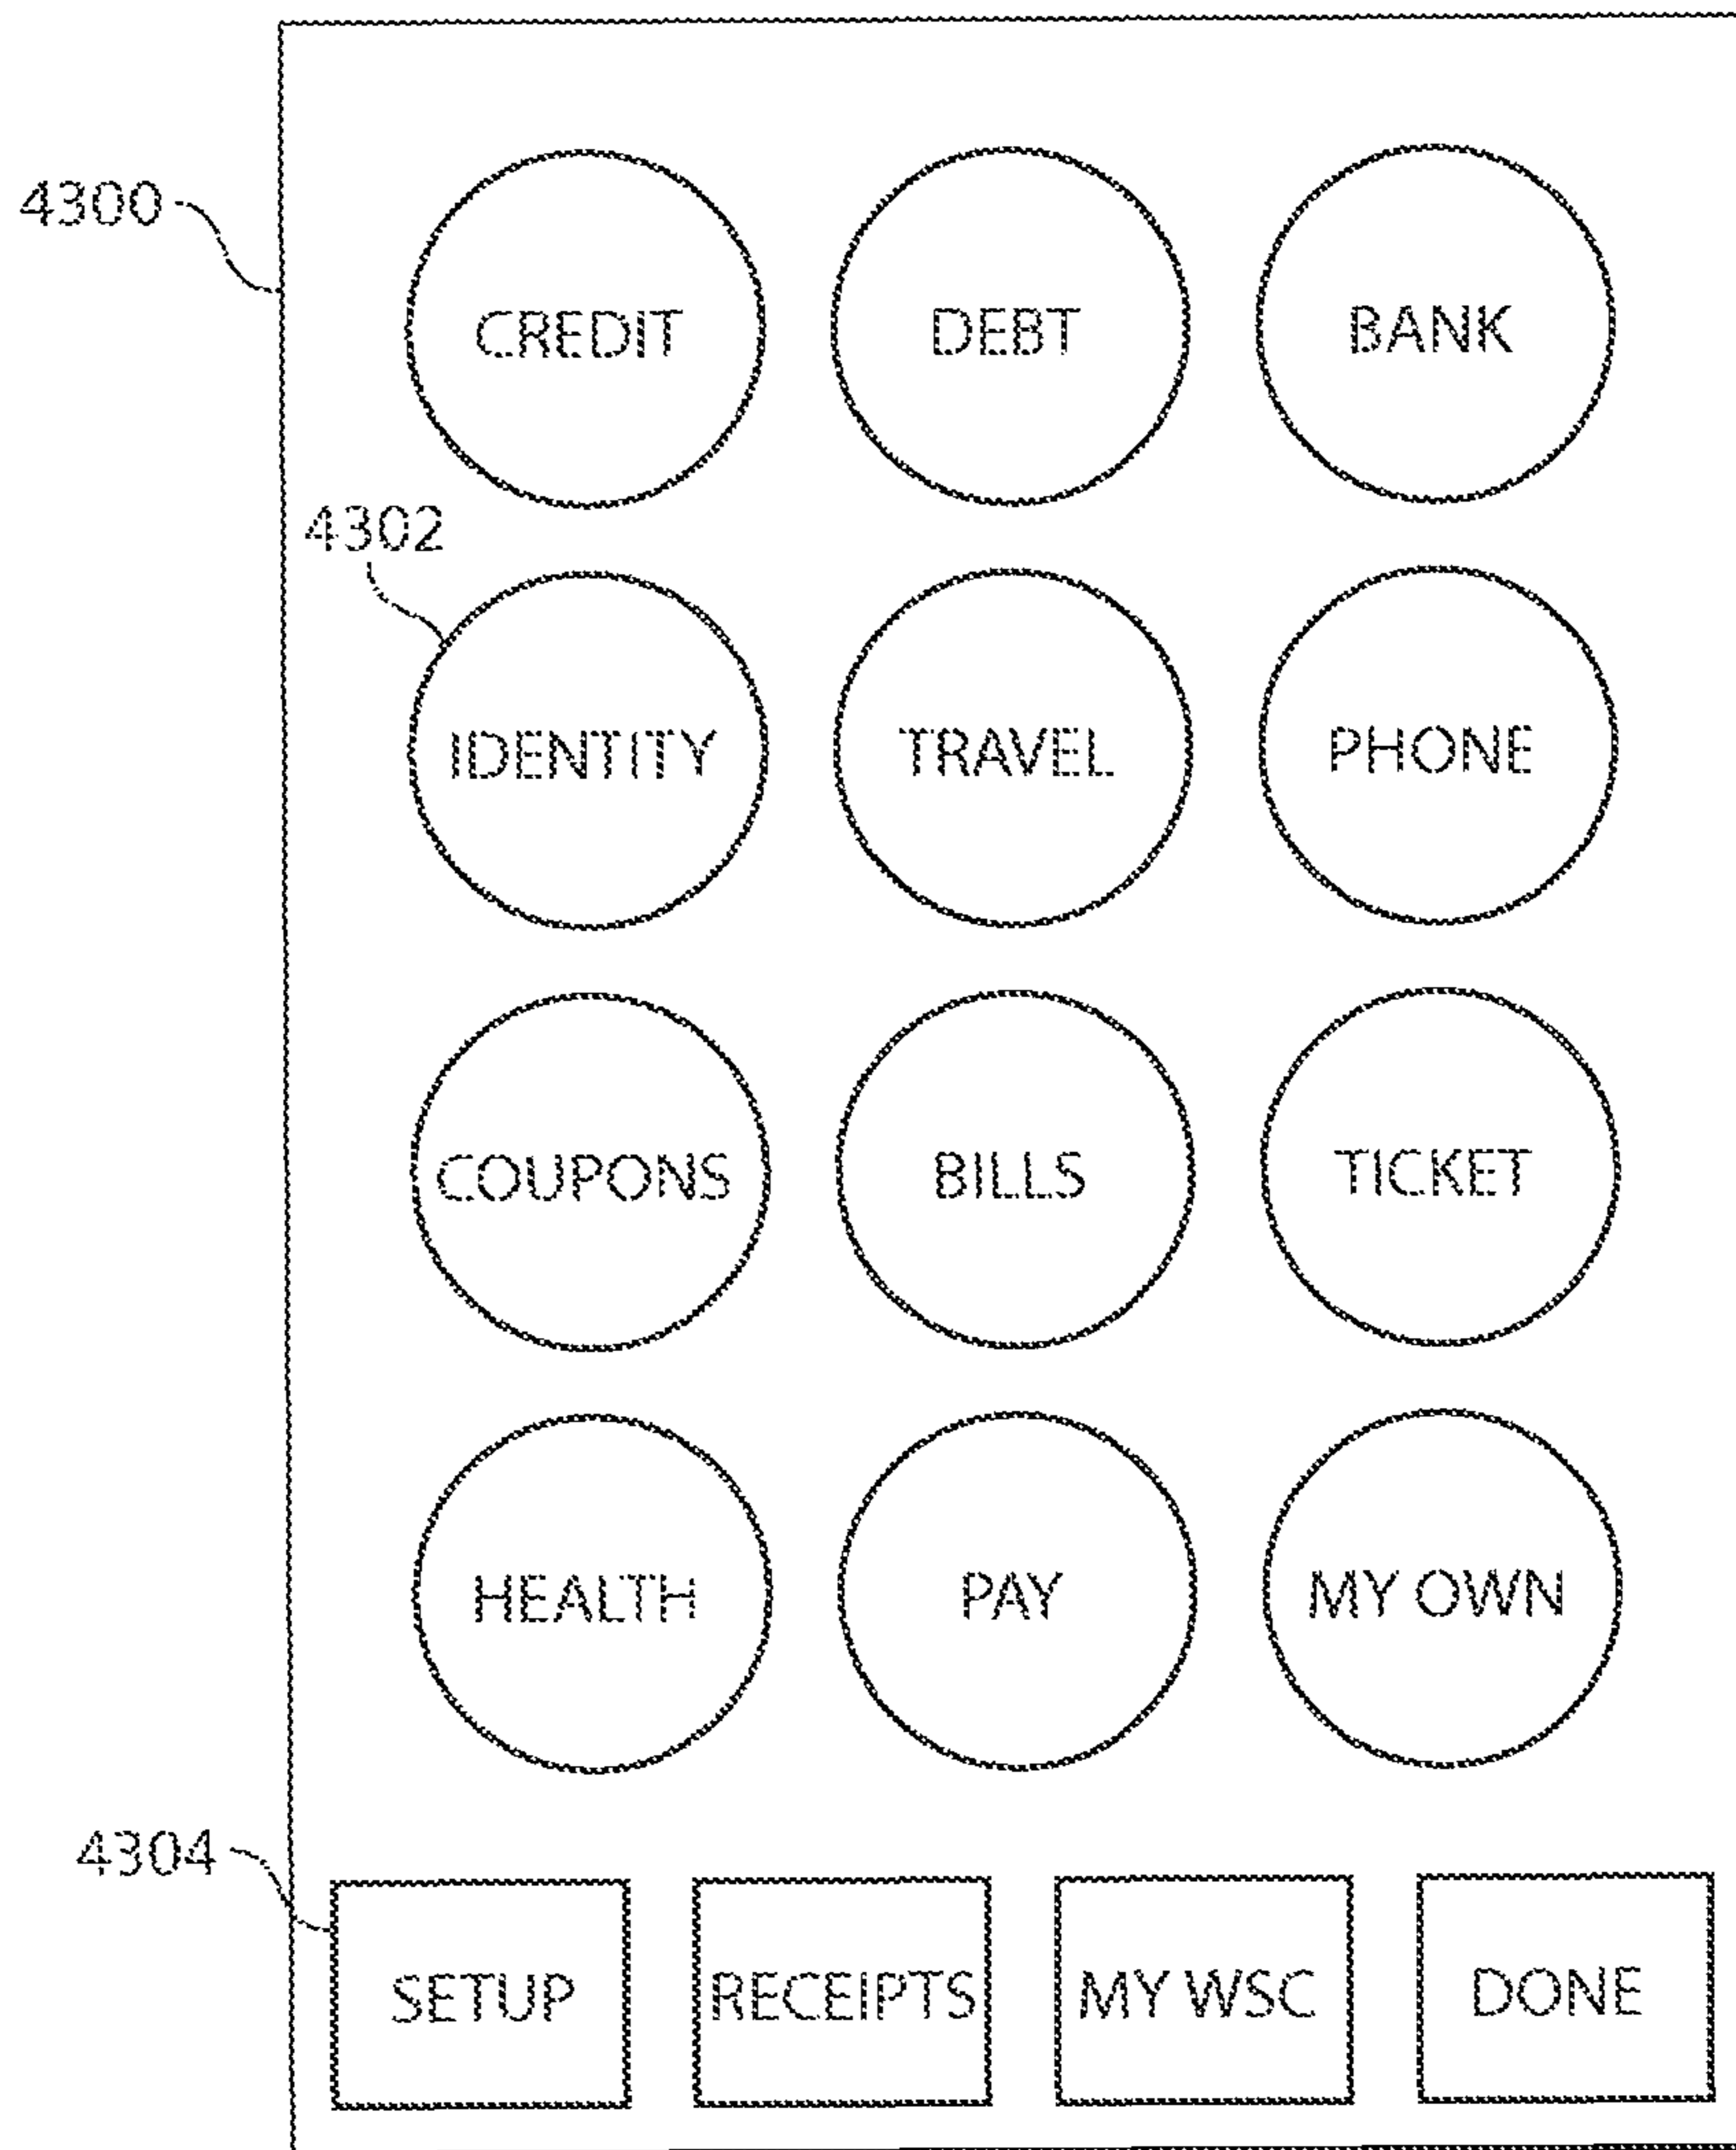 4300
CREDIT DEBT BANK
4302
IDENTITY TRAVEL PHONE
COUPONS BILLS TICKET
HEALTH PAY MY OWN
4304
SETUP RECEIPTS MY WSC DONE